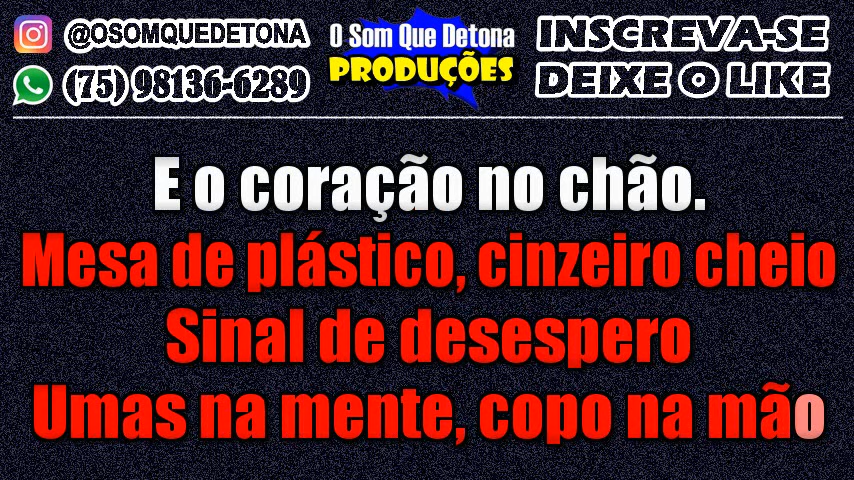 @OSOMQUEDETONA
(75) 98136-6289
O Som Que Detona
PRODUÇÕES
INSCREVA-SE
DEIXE O LIKE
E o coração no chão.
Mesa de plástico, cinzeiro cheio
Sinal de desespero
Umas na mente, copo na mão